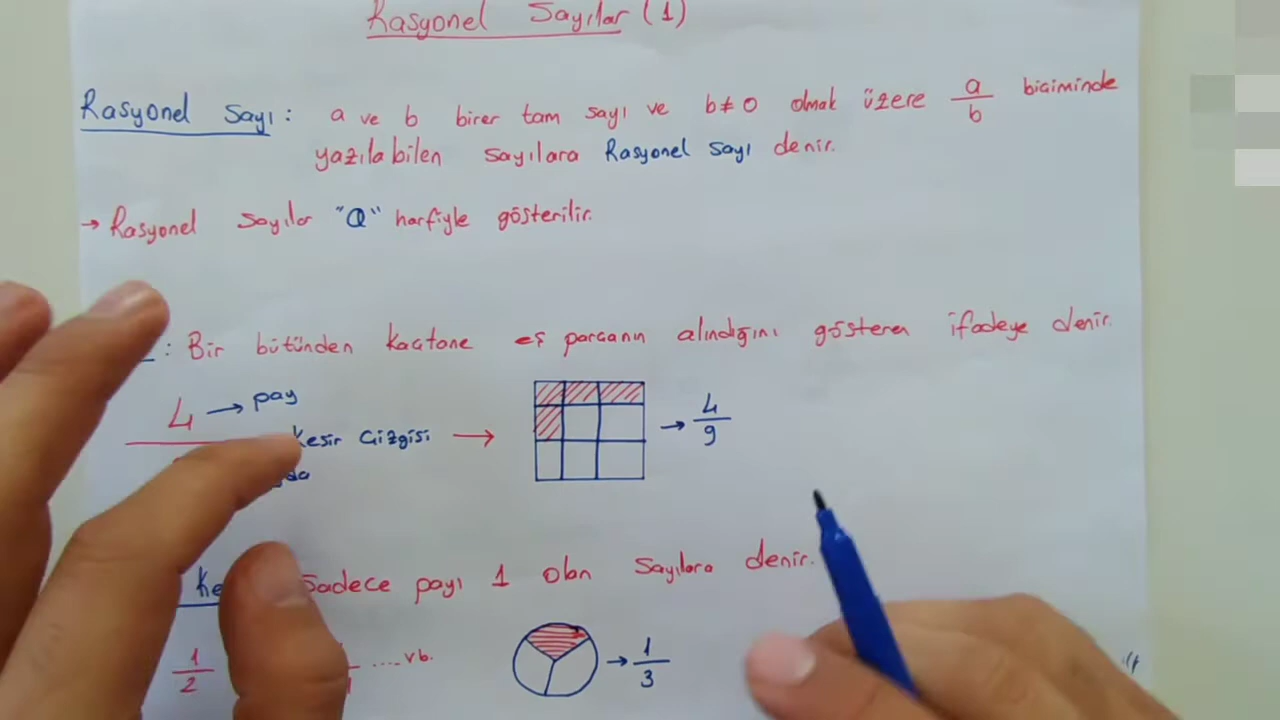 Rasyonel Sayılar (1)
Rasyonel Sayı: a ve b birer tam sayı ve b≠0 olmak üzere a/b biçiminde
yazılabilen sayılara Rasyonel sayı denir.
→ Rasyonel sayılar "Q" harfiyle gösterilir.
: Bir bütünden kaçtane eş parçanın alındığını gösteren ifadeye denir.
4 → pay
Kesir Çizgisi → → 4/9
Sadece payı 1 olan sayılara denir.
1/2 ....vb. → 1/3